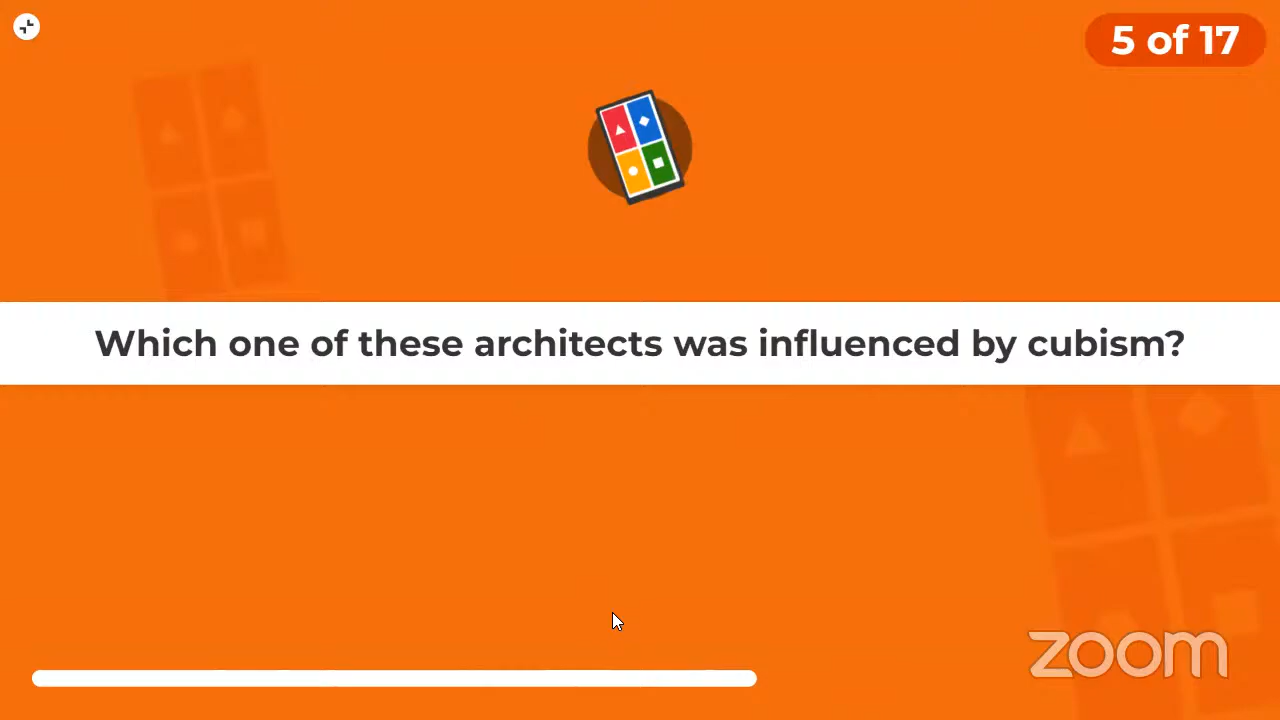 5 of 17
Which one of these architects was influenced by cubism?
zoom